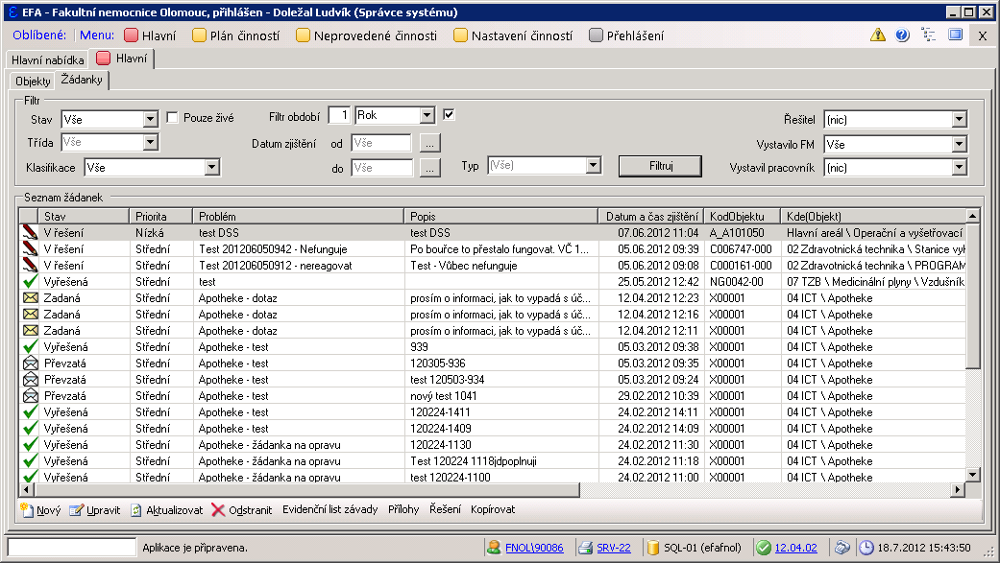 EFA - Fakultní nemocnice Olomouc, přihlášen - Doležal Ludvík (Správce systému)
Oblíbené: Menu: Hlavní Plán činností Neprovedené činnosti Nastavení činností Přehlášení X
Hlavní nabídka Hlavní
Objekty Žádanky
Filtr
Stav Vše Pouze živé Filtr období 1 Rok Řešitel (nic)
Třída Vše Datum zjištění od Vše ... Vystavilo FM Vše
Klasifikace Vše do Vše ... Typ (Vše) Filtruj Vystavil pracovník (nic)
Seznam žádanek
Stav Priorita Problém Popis Datum a čas zjištění KodObjektu Kde(Objekt)
V řešení Nízká test DSS test DSS 07.06.2012 11:04 A_A101050 Hlavní areál \ Operační a vyšetřovací
V řešení Střední Test 201206050942 - Nefunguje Po bouřce to přestalo fungovat. VČ 1... 05.06.2012 09:39 C006747-000 02 Zdravotnická technika \ Stanice vyh
V řešení Střední Test 201206050912 - nereagovat Test - Vůbec nefunguje 05.06.2012 09:08 C000161-000 02 Zdravotnická technika \ PROGRAM
Vyřešená Střední test 25.05.2012 12:42 NG0042-00 07 TZB \ Medicinální plyny \ Vzdušník
Zadaná Střední Apotheke - dotaz prosím o informaci, jak to vypadá s úč... 12.04.2012 12:23 X00001 04 ICT \ Apotheke
Zadaná Střední Apotheke - dotaz prosím o informaci, jak to vypadá s úč... 12.04.2012 12:16 X00001 04 ICT \ Apotheke
Zadaná Střední Apotheke - dotaz prosím o informaci, jak to vypadá s úč... 12.04.2012 12:11 X00001 04 ICT \ Apotheke
Vyřešená Střední Apotheke - test 939 05.03.2012 09:38 X00001 04 ICT \ Apotheke
Převzatá Střední Apotheke - test 120305-936 05.03.2012 09:35 X00001 04 ICT \ Apotheke
Převzatá Střední Apotheke - test test 120503-934 05.03.2012 09:24 X00001 04 ICT \ Apotheke
Převzatá Střední Apotheke - test nový test 1041 29.02.2012 10:39 X00001 04 ICT \ Apotheke
Vyřešená Střední Apotheke - test 120224-1411 24.02.2012 14:11 X00001 04 ICT \ Apotheke
Vyřešená Střední Apotheke - test 120224-1409 24.02.2012 14:09 X00001 04 ICT \ Apotheke
Vyřešená Střední Apotheke - žádanka na opravu 120224-1130 24.02.2012 11:30 X00001 04 ICT \ Apotheke
Vyřešená Střední Apotheke - žádanka na opravu Test 120224 1118jdpoplnuji 24.02.2012 11:18 X00001 04 ICT \ Apotheke
Vyřešená Střední Apotheke - žádanka na opravu test 120224-1100 24.02.2012 11:00 X00001 04 ICT \ Apotheke
Nový Upravit Aktualizovat Odstranit Evidenční list závady Přílohy Řešení Kopírovat
Aplikace je připravena. FNOL\90086 SRV-22 SQL-01 (efafnol) 12.04.02 18.7.2012 15:43:50